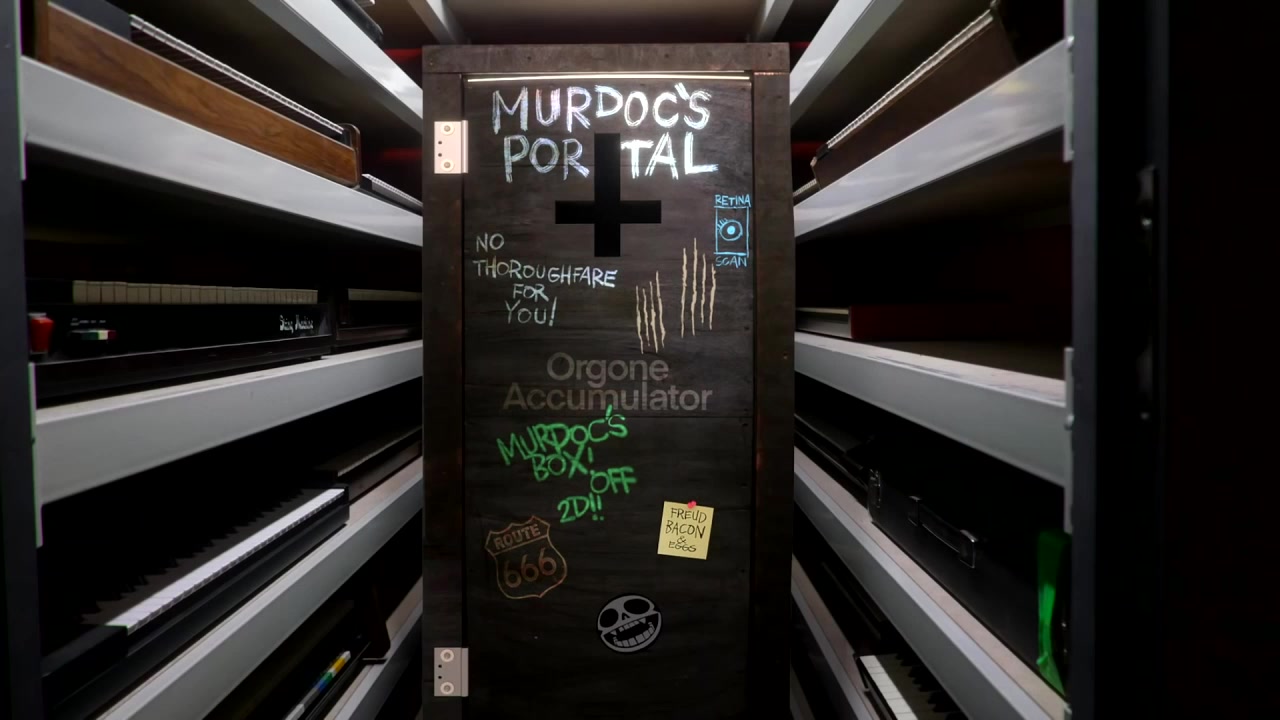 MURDOC'S
PORTAL
RETINA
SCAN
NO
THOROUGHFARE
FOR
YOU!
Orgone
Accumulator
MURDOC'S
BOX!
OFF
2D!!
FREUD
BACON
&
EGGS
ROUTE
666